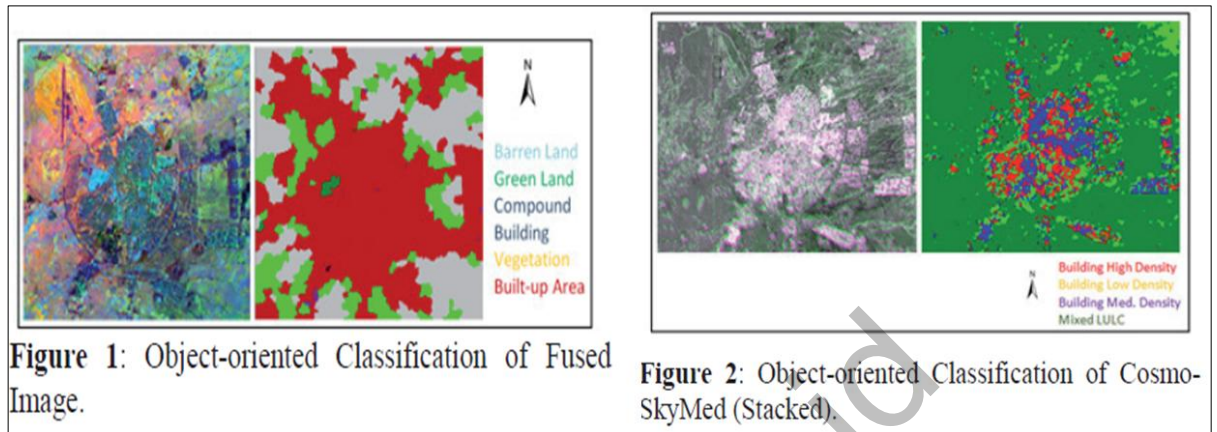 N
Barren Land
Green Land
Compound
Building
Vegetation
Built-up Area
Figure 1: Object-oriented Classification of Fused
Image.
N
Building High Density
Building Low Density
Building Med. Density
Mixed LULC
Figure 2: Object-oriented Classification of Cosmo-
SkyMed (Stacked).